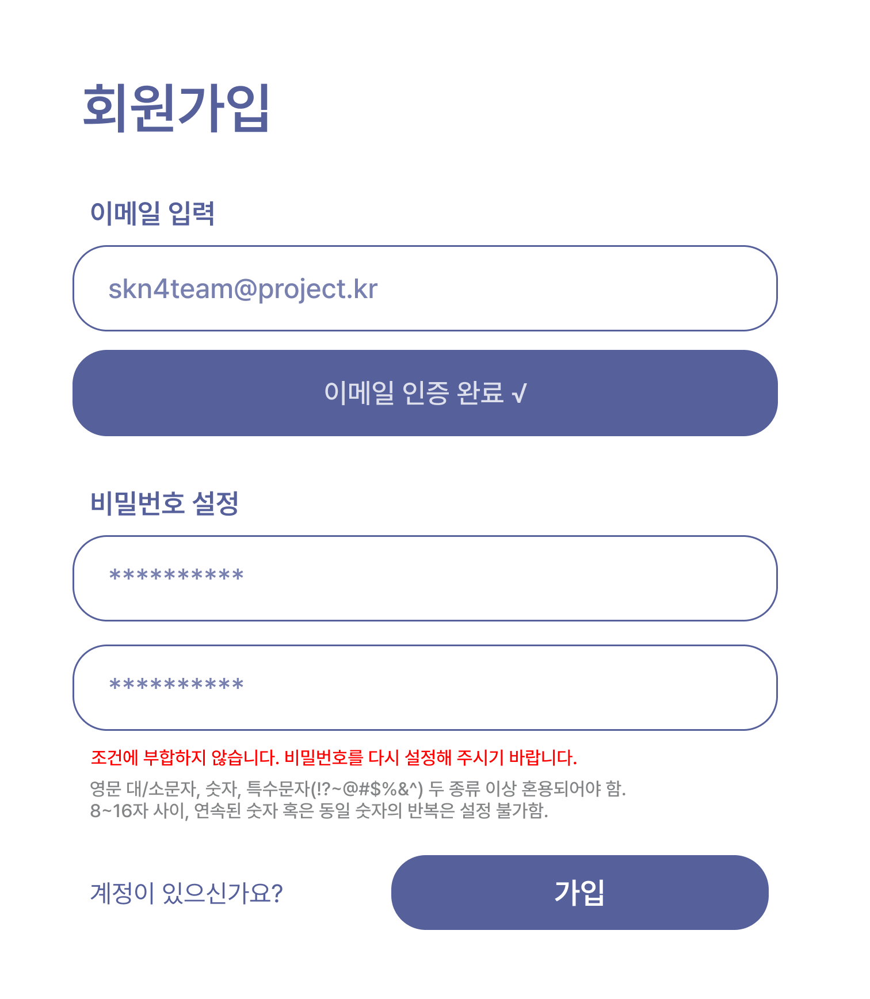 회원가입
이메일 입력
skn4team@project.kr
이메일 인증 완료 √
비밀번호 설정
**********
**********
조건에 부합하지 않습니다. 비밀번호를 다시 설정해 주시기 바랍니다.
영문 대/소문자, 숫자, 특수문자(!?~@#$%&^) 두 종류 이상 혼용되어야 함.
8~16자 사이, 연속된 숫자 혹은 동일 숫자의 반복은 설정 불가함.
계정이 있으신가요?
가입